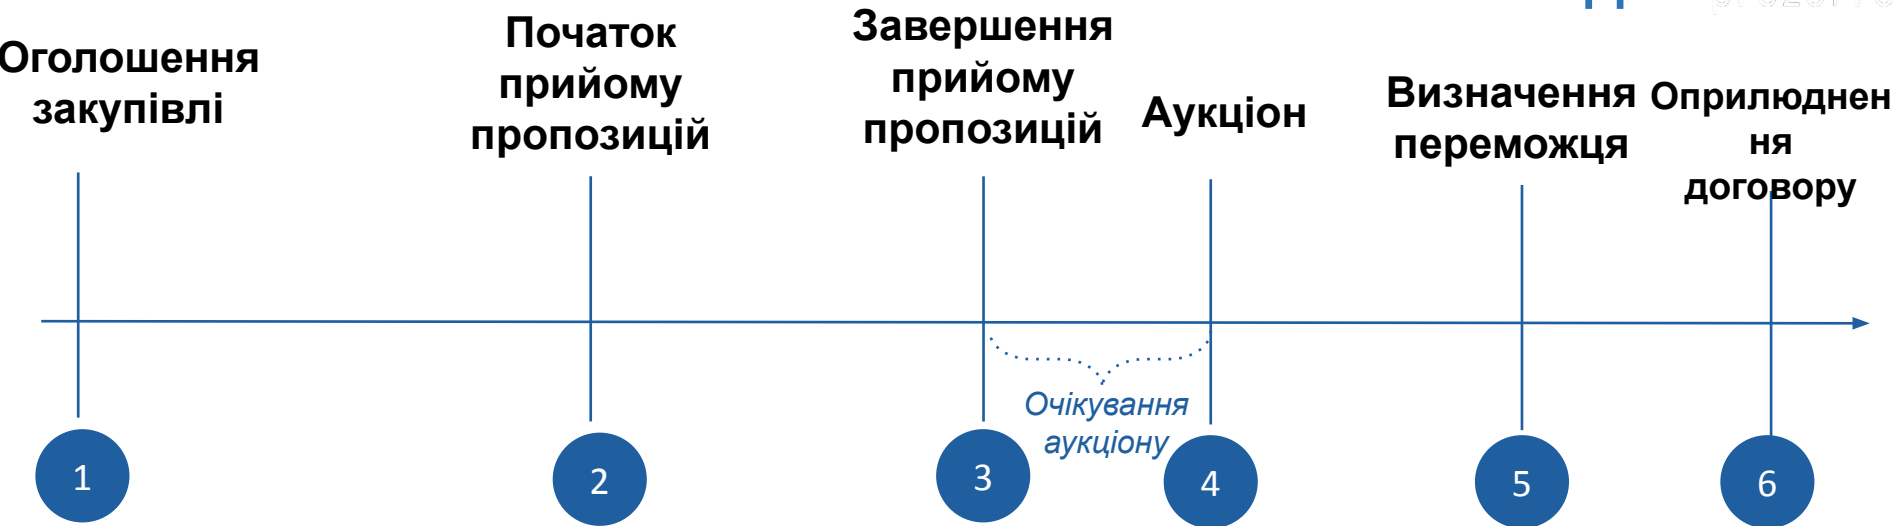 Оголошення
закупівлі
Початок
прийому
пропозицій
Завершення
прийому
пропозицій
Аукціон
Визначення
переможця
Оприлюднен
ня
договору
Очікування
аукціону
1
2
3
4
5
6